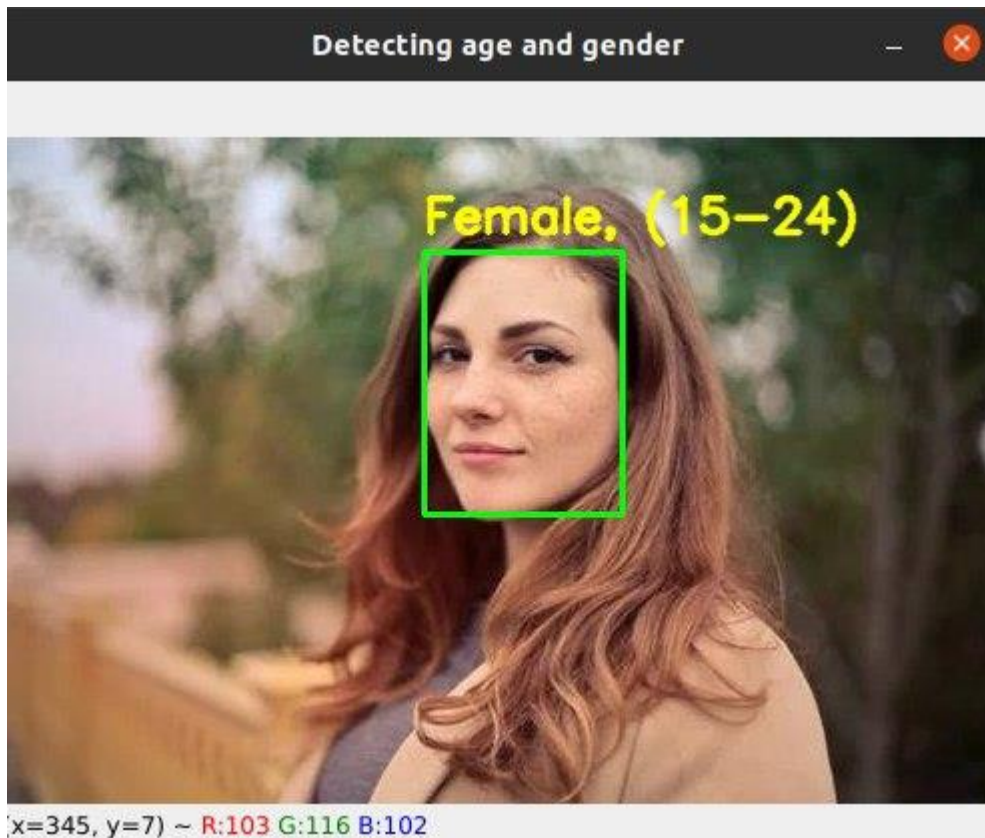 Detecting age and gender
Female, (15-24)
(x=345, y=7) ~ R:103 G:116 B:102